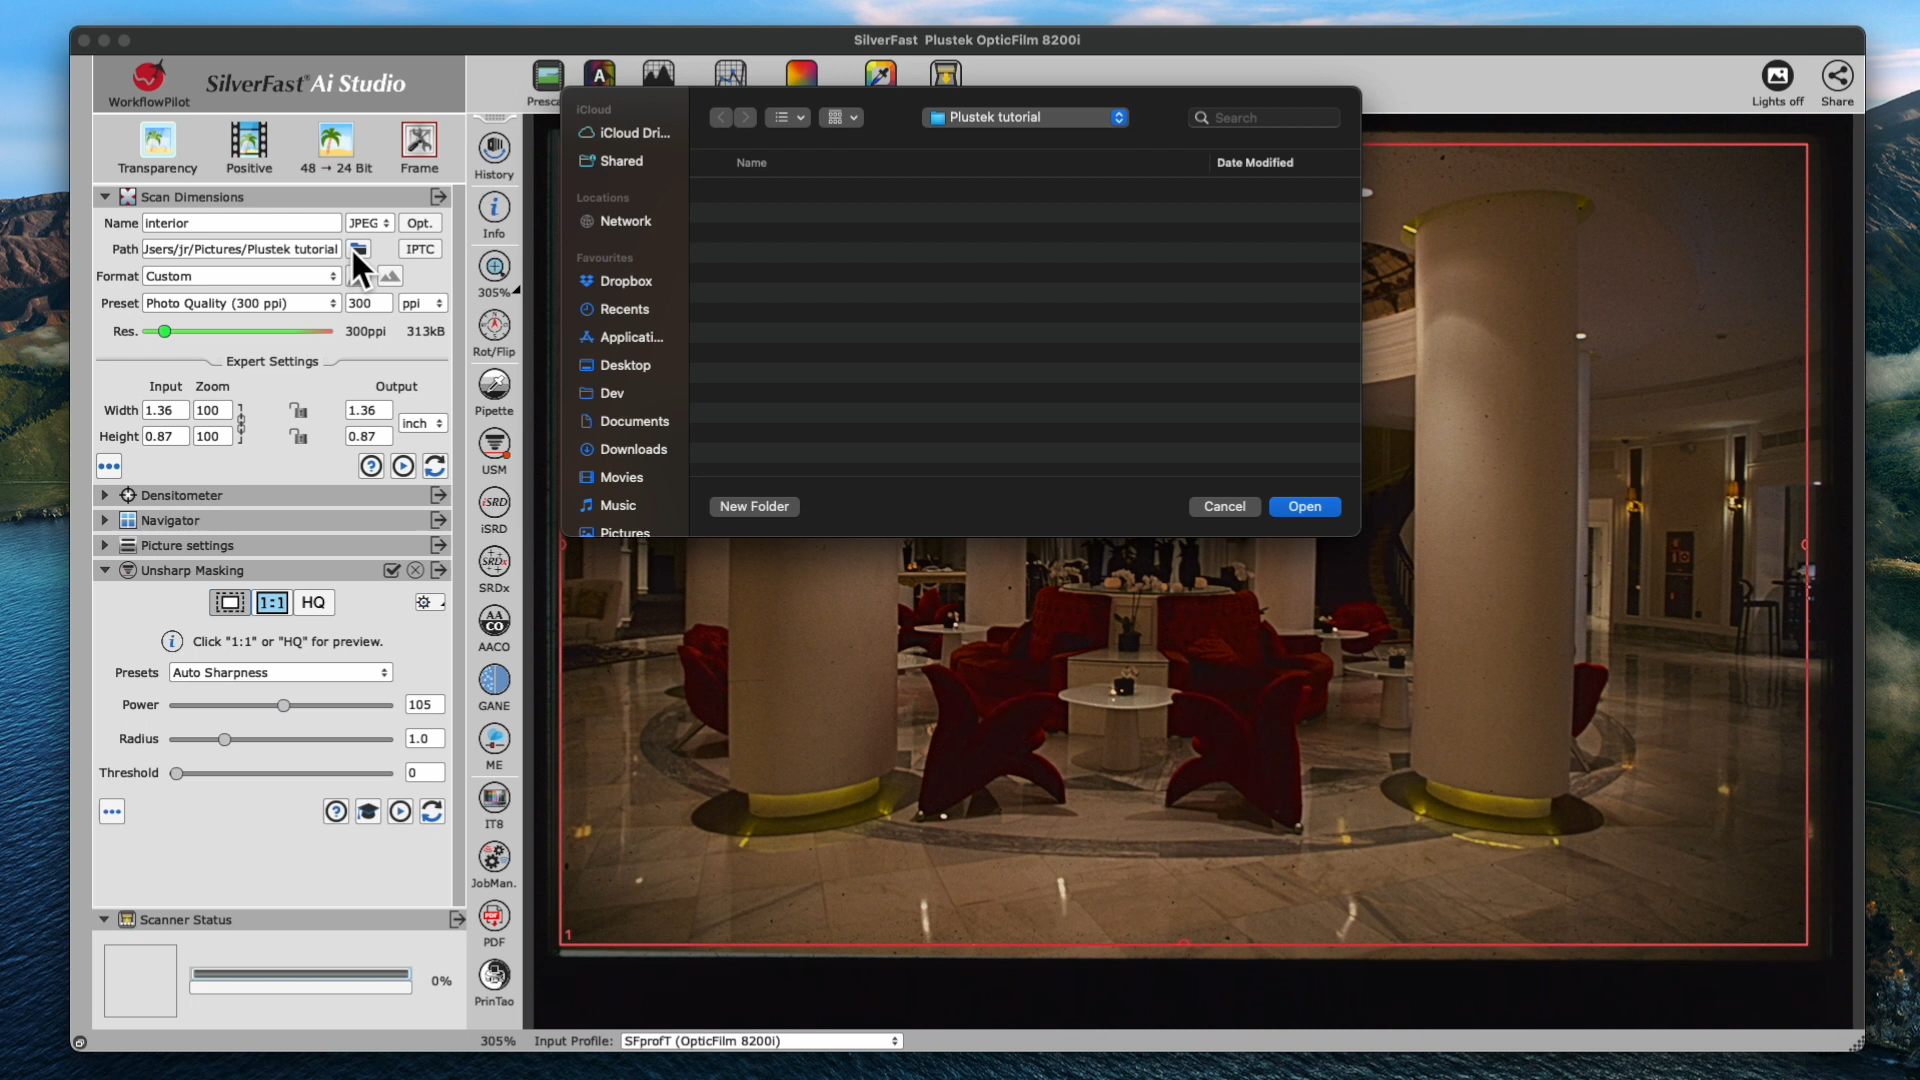 SilverFast Plustek OpticFilm 8200i
WorkflowPilot
SilverFast® Ai Studio
Lights off
Share
Transparency
Positive
48 → 24 Bit
Frame
Scan Dimensions
Name interior JPEG Opt.
Path Jsers/jr/Pictures/Plustek tutorial IPTC
Format Custom
Preset Photo Quality (300 ppi) 300 ppi
Res. 300ppi 313kB
Expert Settings
Input Zoom Output
Width 1.36 100 1.36
inch
Height 0.87 100 0.87
Densitometer
Navigator
Picture settings
Unsharp Masking
1:1 HQ
Click "1:1" or "HQ" for preview.
Presets Auto Sharpness
Power 105
Radius 1.0
Threshold 0
Scanner Status
0%
History
Info
305%
Rot/Flip
Pipette
USM
iSRD
iSRD
SRDx
SRDx
AA
CO
AACO
GANE
ME
IT8
JobMan.
PDF
PDF
PrinTao
A
iCloud
iCloud Dri...
Shared
Locations
Network
Favourites
Dropbox
Recents
Applicati...
Desktop
Dev
Documents
Downloads
Movies
Music
Pictures
Plustek tutorial
Search
Name
Date Modified
New Folder
Cancel
Open
1
305% Input Profile: SFprofT (OpticFilm 8200i)